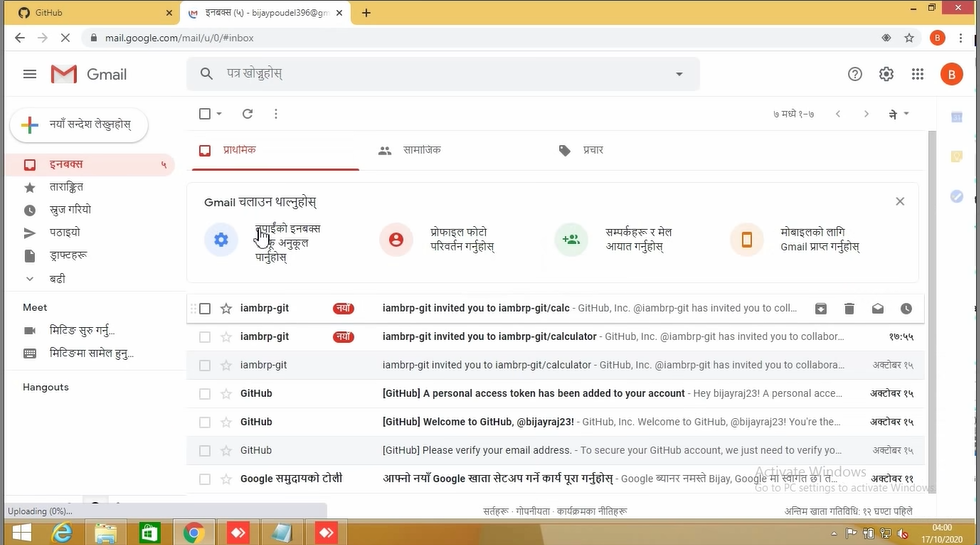 GitHub
इनबक्स (५) - bijaypoudel396@gm
mail.google.com/mail/u/0/#inbox
B
Gmail
पत्र खोज्नुहोस्
B
नयाँ सन्देश लेख्नुहोस्
७ मध्ये १–७
ने
इनबक्स
५
प्राथमिक
सामाजिक
प्रचार
ताराङ्कित
स्नुज गरियो
पठाइयो
ड्राफ्टहरू
बढी
Gmail चलाउन थाल्नुहोस्
तपाईंको इनबक्स
अनुकूल
पार्नुहोस्
प्रोफाइल फोटो
परिवर्तन गर्नुहोस्
सम्पर्कहरू र मेल
आयात गर्नुहोस्
मोबाइलको लागि
Gmail प्राप्त गर्नुहोस्
Meet
मिटिङ सुरु गर्नु...
मिटिङमा सामेल हुनु...
Hangouts
iambrp-git नयाँ iambrp-git invited you to iambrp-git/calc - GitHub, Inc. @iambrp-git has invited you to coll...
iambrp-git नयाँ iambrp-git invited you to iambrp-git/calculator - GitHub, Inc. @iambrp-git has invited you to collabor... १७:५५
iambrp-git iambrp-git invited you to iambrp-git/calculator - GitHub, Inc. @iambrp-git has invited you to collabora... अक्टोबर १५
GitHub [GitHub] A personal access token has been added to your account - Hey bijayraj23! A personal acce... अक्टोबर १५
GitHub [GitHub] Welcome to GitHub, @bijayraj23! - GitHub, Inc. Welcome to GitHub, @bijayraj23! You're the... अक्टोबर १५
GitHub [GitHub] Please verify your email address. - To secure your GitHub account, we just need to verify yo... अक्टोबर १५
Google समुदायको टोली आफ्नो नयाँ Google खाता सेटअप गर्ने कार्य पूरा गर्नुहोस् - Google ब्यानर नमस्ते Bijay, Google मा स्वागत छ। त... अक्टोबर ११
Activate Windows
Go to PC settings to activate Windows.
सर्तहरू · गोपनीयता · कार्यक्रमका नीतिहरू
अन्तिम खाता गतिविधि: १२ घण्टा पहिले
Uploading (0%)...
04:00
17/10/2020